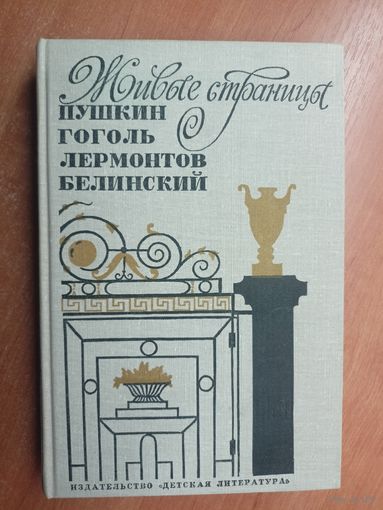 Живые страницы
ПУШКИН
ГОГОЛЬ
ЛЕРМОНТОВ
БЕЛИНСКИЙ
ИЗДАТЕЛЬСТВО «ДЕТСКАЯ ЛИТЕРАТУРА»